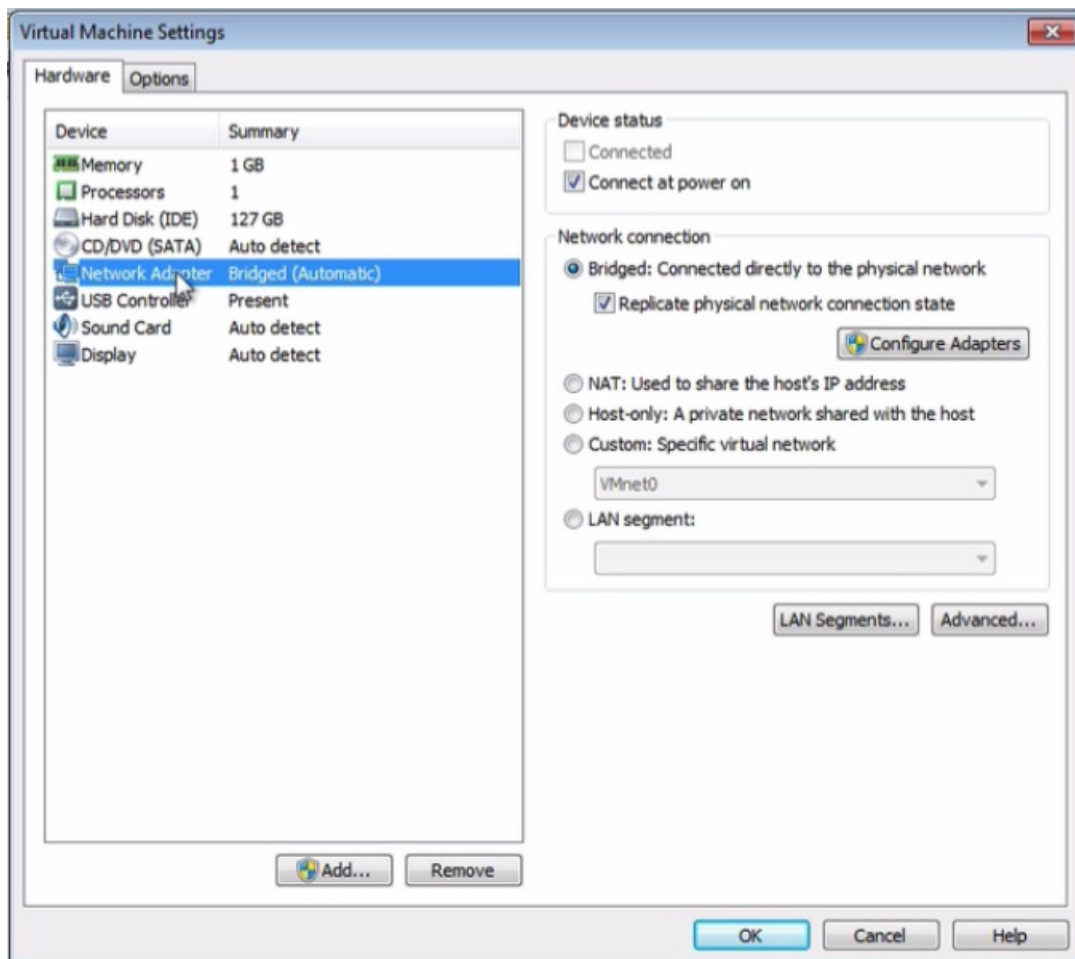 Virtual Machine Settings
Hardware Options
Device Summary
Memory 1 GB
Processors 1
Hard Disk (IDE) 127 GB
CD/DVD (SATA) Auto detect
Network Adapter Bridged (Automatic)
USB Controller Present
Sound Card Auto detect
Display Auto detect
Add... Remove
Device status
Connected
Connect at power on
Network connection
Bridged: Connected directly to the physical network
Replicate physical network connection state
Configure Adapters
NAT: Used to share the host's IP address
Host-only: A private network shared with the host
Custom: Specific virtual network
VMnet0
LAN segment:
LAN Segments... Advanced...
OK Cancel Help